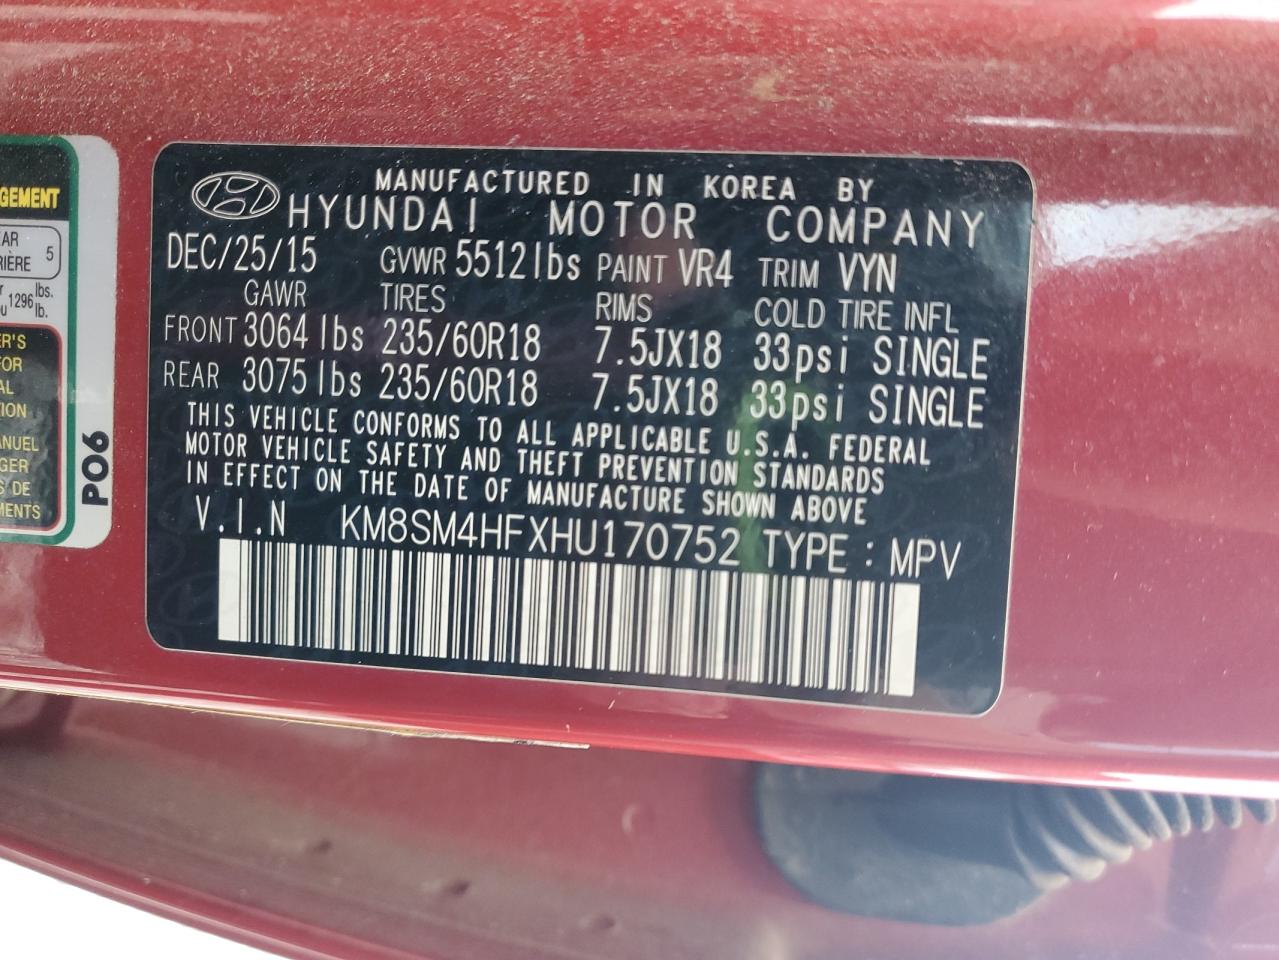 MANUFACTURED IN KOREA BY
HYUNDAI MOTOR COMPANY
DEC/25/15 GVWR 5512lbs PAINT VR4 TRIM VYN
GAWR TIRES RIMS COLD TIRE INFL
FRONT 3064lbs 235/60R18 7.5JX18 33psi SINGLE
REAR 3075lbs 235/60R18 7.5JX18 33psi SINGLE
THIS VEHICLE CONFORMS TO ALL APPLICABLE U.S.A. FEDERAL
MOTOR VEHICLE SAFETY AND THEFT PREVENTION STANDARDS
IN EFFECT ON THE DATE OF MANUFACTURE SHOWN ABOVE
V.I.N KM8SM4HFXHU170752 TYPE : MPV
5
1296 lbs.
lb.
P06